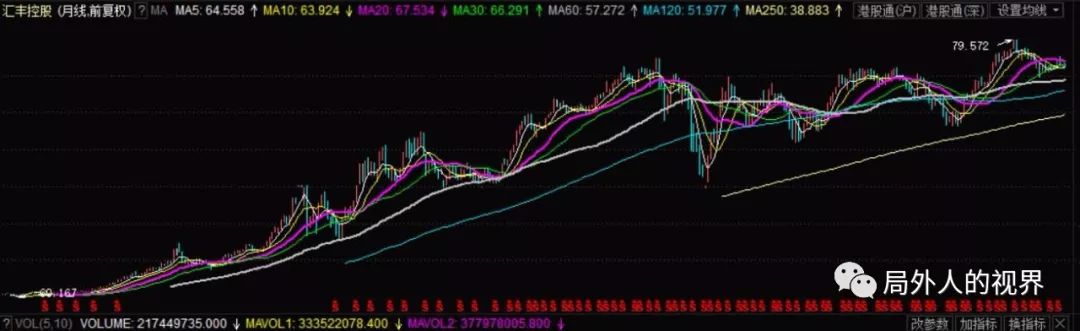 汇丰控股 (月线.前复权) ? MA MA5: 64.558 ↑ MA10: 63.924 ↓ MA20: 67.534 ↓ MA30: 66.291 ↑ MA60: 57.272 ↑ MA120: 51.977 ↑ MA250: 38.883 ↑ 港股通(沪) 港股通(深) 设置均线
79.572
局外人的视界
? VOL(5,10) VOLUME: 217449735.000 ↓ MAVOL1: 333522078.400 ↓ MAVOL2: 377978005.800 ↓ 改参数 加指标 换指标